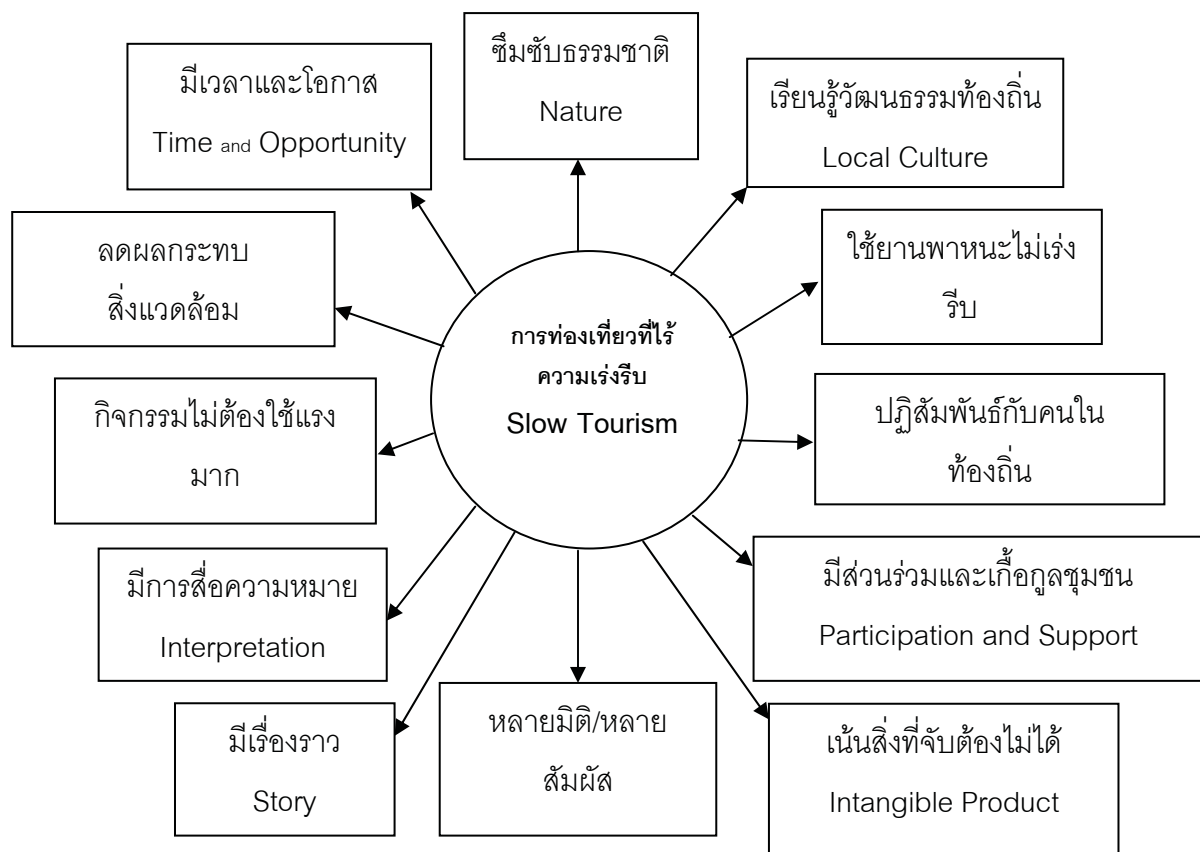 ซึมซับธรรมชาติ
Nature
มีเวลาและโอกาส
Time and Opportunity
เรียนรู้วัฒนธรรมท้องถิ่น
Local Culture
ลดผลกระทบ
สิ่งแวดล้อม
ใช้ยานพาหนะไม่เร่ง
รีบ
การท่องเที่ยวที่ไร้
ความเร่งรีบ
Slow Tourism
กิจกรรมไม่ต้องใช้แรง
มาก
ปฏิสัมพันธ์กับคนใน
ท้องถิ่น
มีการสื่อความหมาย
Interpretation
มีส่วนร่วมและเกื้อกูลชุมชน
Participation and Support
มีเรื่องราว
Story
หลายมิติ/หลาย
สัมผัส
เน้นสิ่งที่จับต้องไม่ได้
Intangible Product